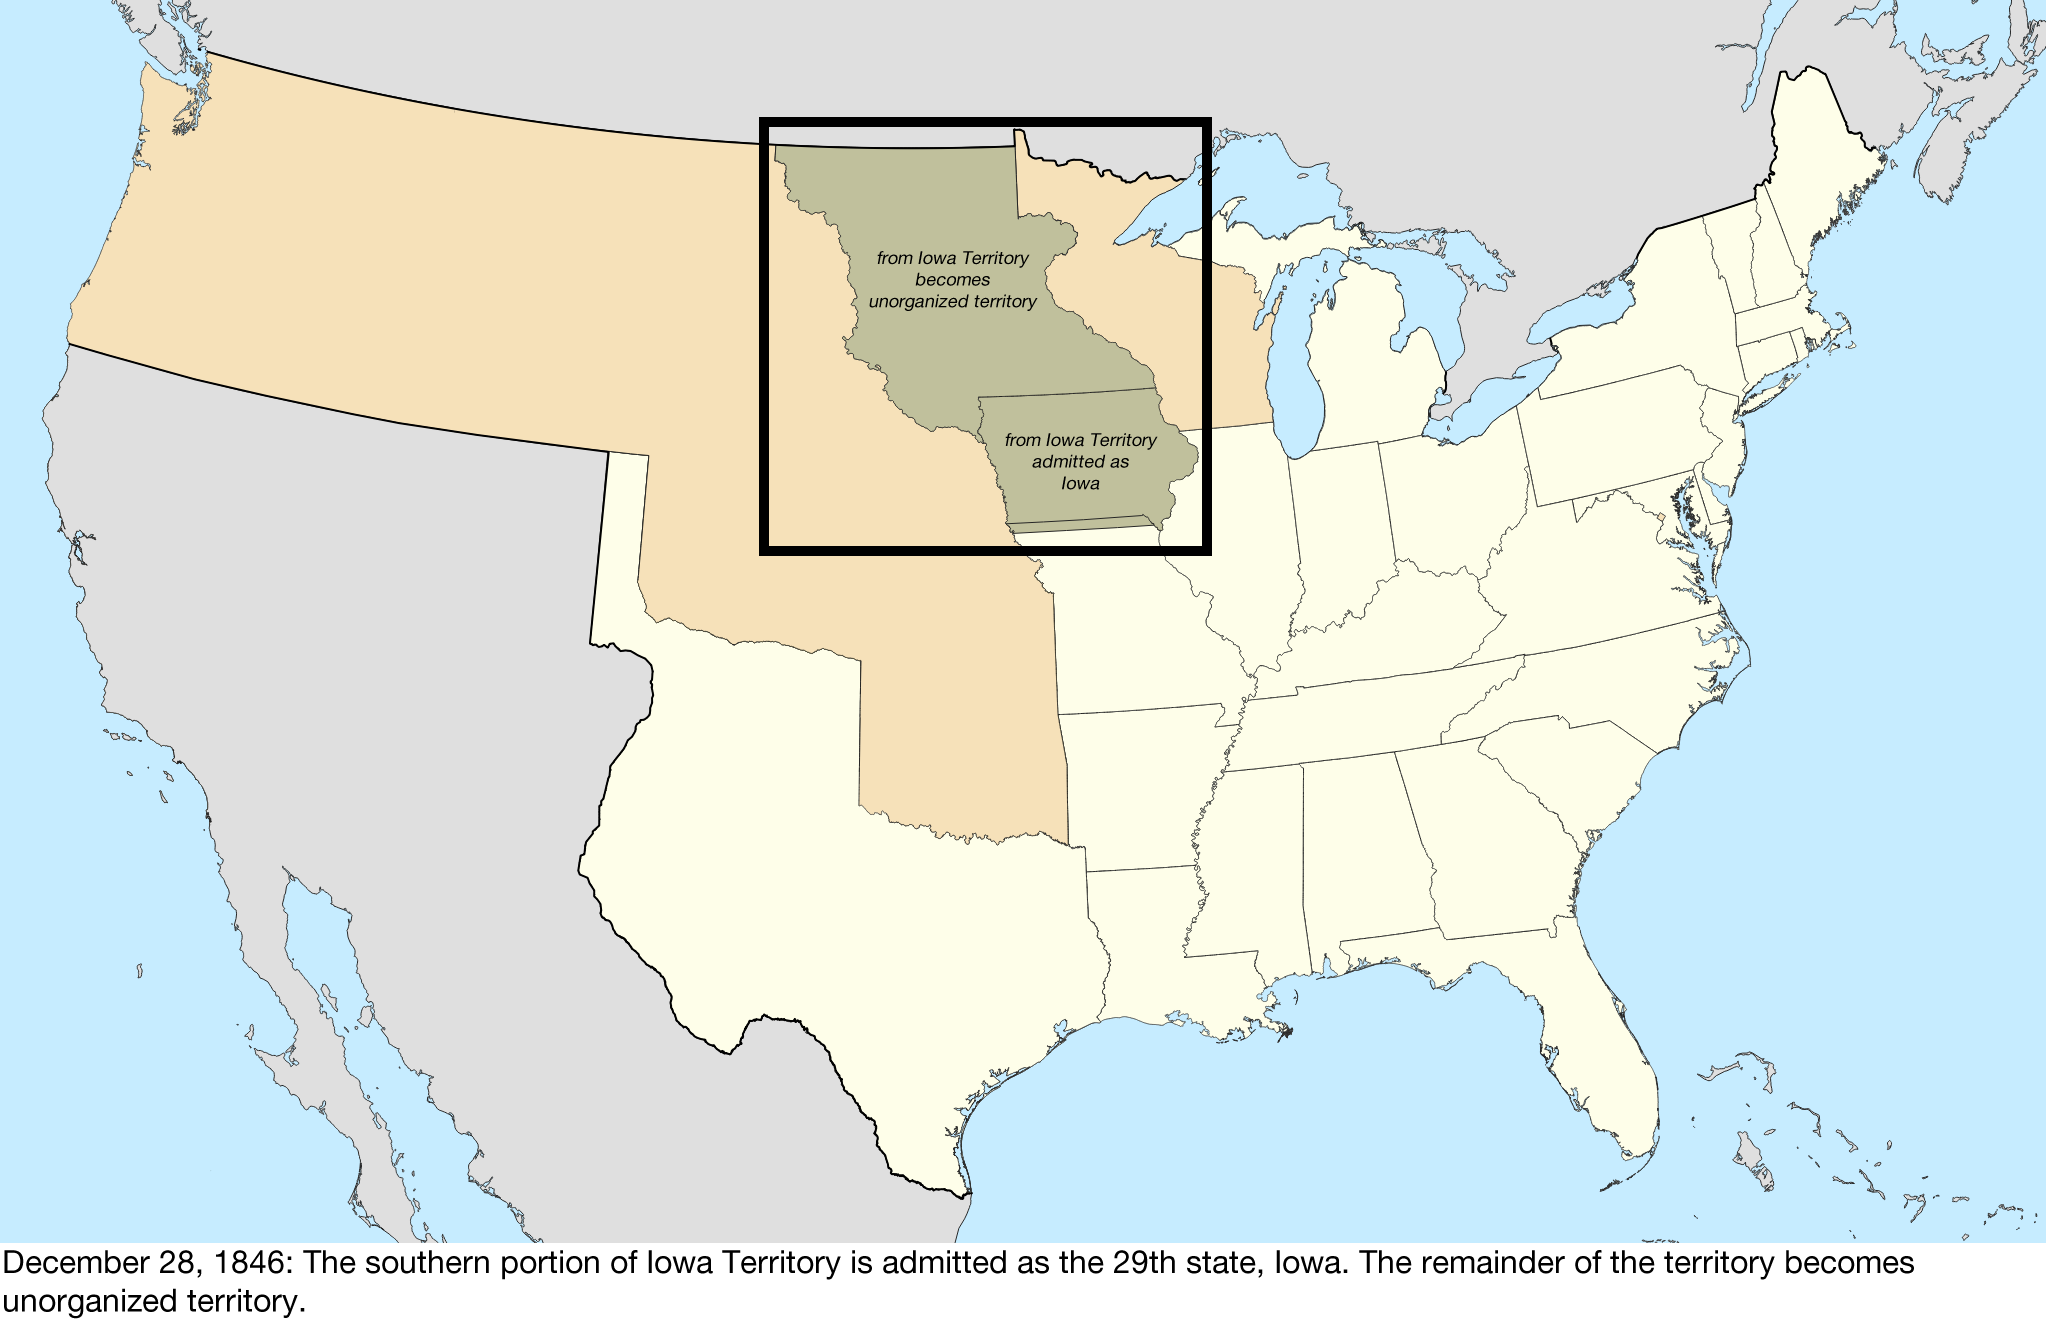 from Iowa Territory
becomes
unorganized territory
from Iowa Territory
admitted as
Iowa
December 28, 1846: The southern portion of Iowa Territory is admitted as the 29th state, Iowa. The remainder of the territory becomes
unorganized territory.